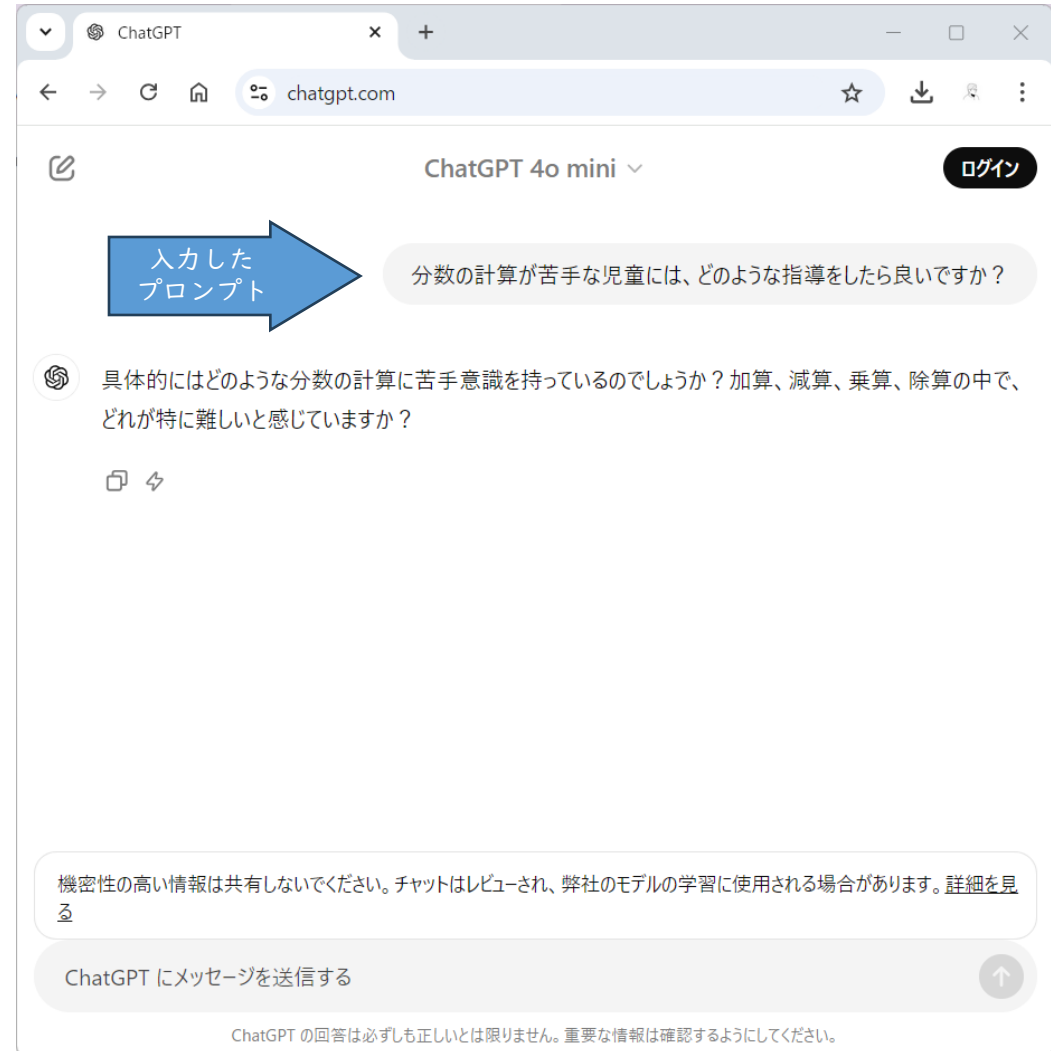 ChatGPT
chatgpt.com
ChatGPT 4o mini
ログイン
入力した
プロンプト
分数の計算が苦手な児童には、どのような指導をしたら良いですか？
具体的にはどのような分数の計算に苦手意識を持っているのでしょうか？加算、減算、乗算、除算の中で、
どれが特に難しいと感じていますか？
機密性の高い情報は共有しないでください。チャットはレビューされ、弊社のモデルの学習に使用される場合があります。詳細を見
る
ChatGPT にメッセージを送信する
ChatGPT の回答は必ずしも正しいとは限りません。重要な情報は確認するようにしてください。